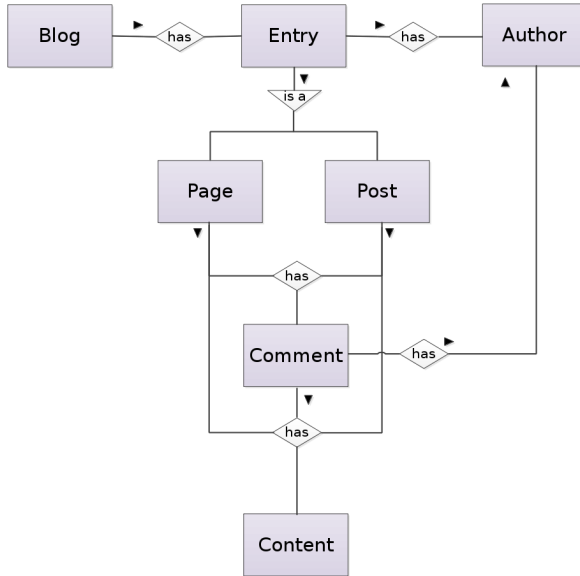 Blog
has
Entry
has
Author
is a
Page
Post
has
Comment
has
has
Content